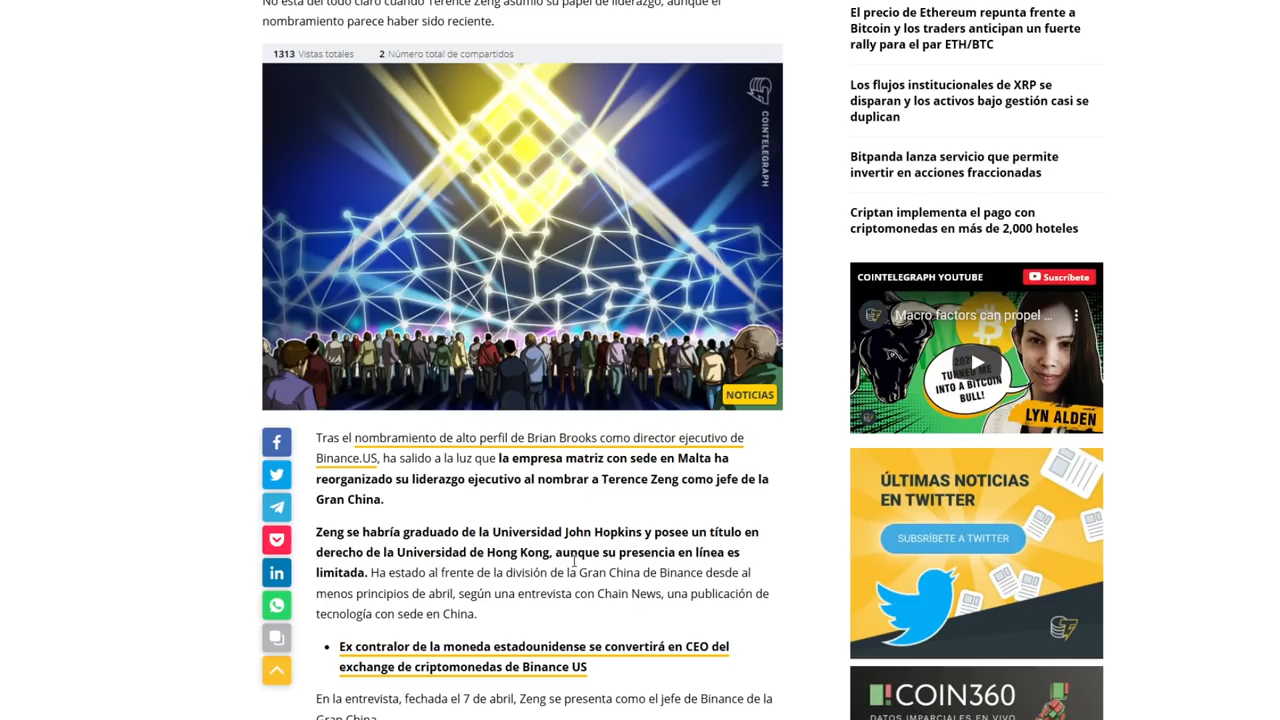 No está del todo claro cuándo Terence Zeng asumió su papel de liderazgo, aunque el
nombramiento parece haber sido reciente.
1313 Vistas totales 2 Número total de compartidos
COINTELEGRAPH
NOTICIAS
Tras el nombramiento de alto perfil de Brian Brooks como director ejecutivo de
Binance.US, ha salido a la luz que la empresa matriz con sede en Malta ha
reorganizado su liderazgo ejecutivo al nombrar a Terence Zeng como jefe de la
Gran China.
Zeng se habría graduado de la Universidad John Hopkins y posee un título en
derecho de la Universidad de Hong Kong, aunque su presencia en línea es
limitada. Ha estado al frente de la división de la Gran China de Binance desde al
menos principios de abril, según una entrevista con Chain News, una publicación de
tecnología con sede en China.
Ex contralor de la moneda estadounidense se convertirá en CEO del
exchange de criptomonedas de Binance US
En la entrevista, fechada el 7 de abril, Zeng se presenta como el jefe de Binance de la
Gran China.
El precio de Ethereum repunta frente a
Bitcoin y los traders anticipan un fuerte
rally para el par ETH/BTC
Los flujos institucionales de XRP se
disparan y los activos bajo gestión casi se
duplican
Bitpanda lanza servicio que permite
invertir en acciones fraccionadas
Criptan implementa el pago con
criptomonedas en más de 2,000 hoteles
COINTELEGRAPH YOUTUBE
Suscríbete
Macro factors can propel ...
TURNED ME
INTO A BITCOIN
BULL!
LYN ALDEN
ÚLTIMAS NOTICIAS
EN TWITTER
SUBSRÍBETE A TWITTER
COIN360
DATOS IMPARCIALES EN VIVO